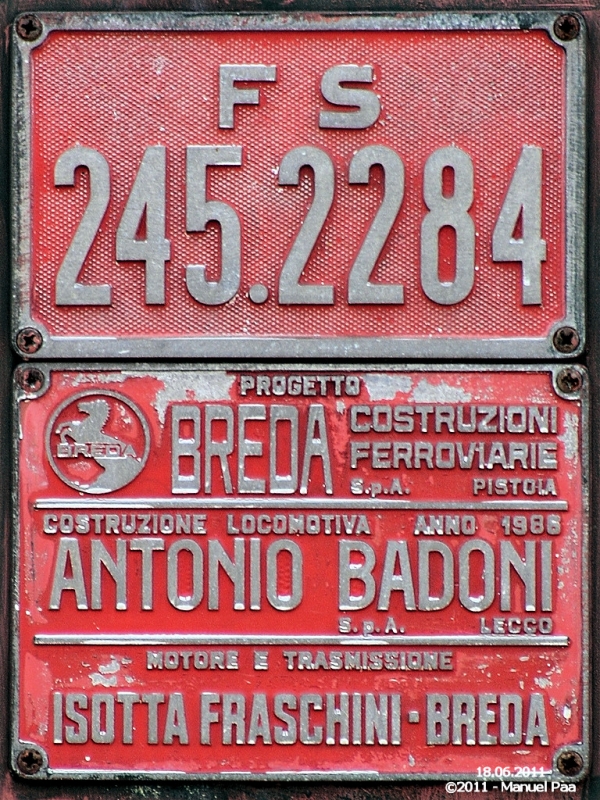 FS
245.2284
PROGETTO
BREDA
BREDA COSTRUZIONI
FERROVIARIE
S.p.A. PISTOIA
COSTRUZIONE LOCOMOTIVA ANNO 1986
ANTONIO BADONI
S.p.A. LECCO
MOTORE E TRASMISSIONE
ISOTTA FRASCHINI - BREDA
18.06.2011
©2011 - Manuel Paa